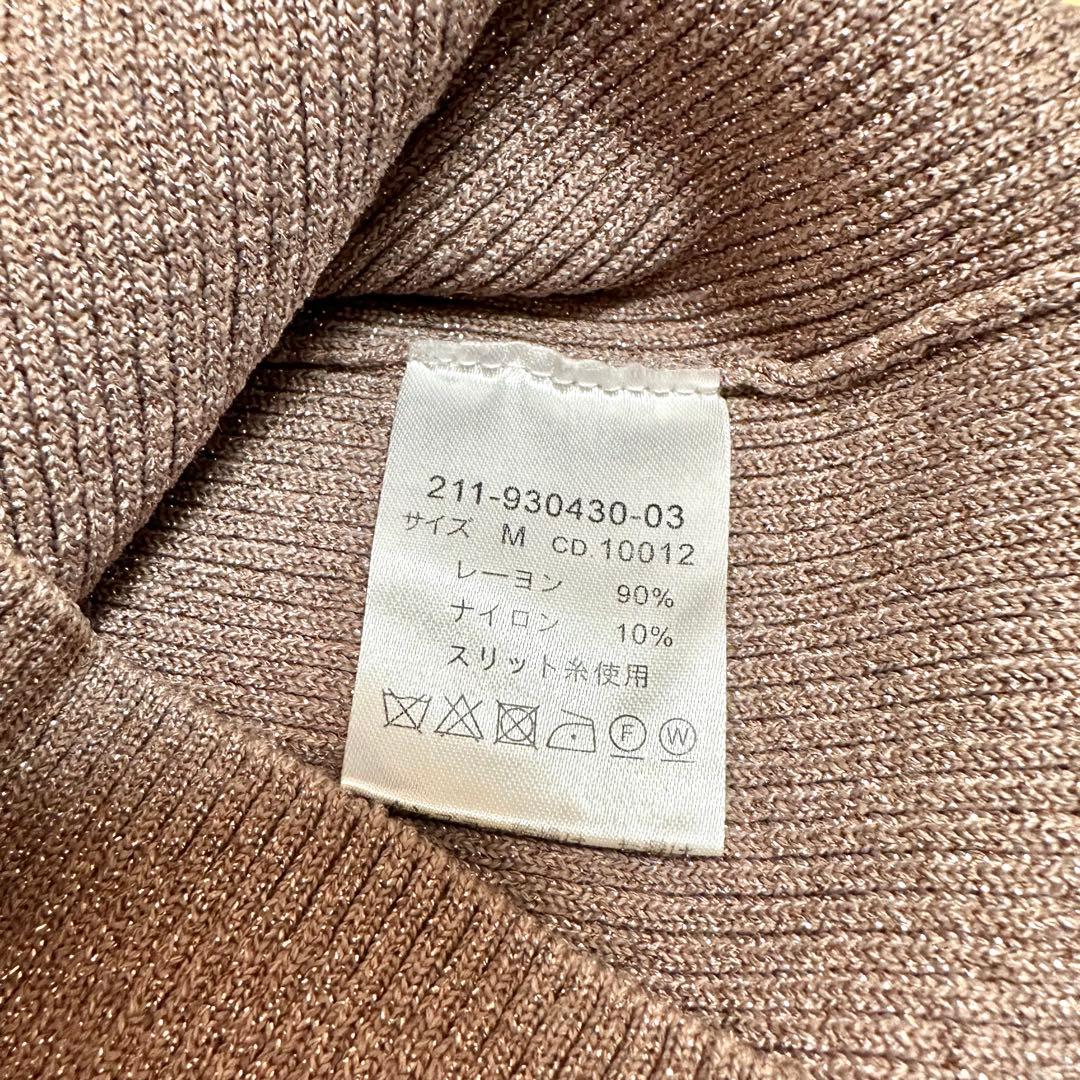 211-930430-03
サイズ M CD.10012
レーヨン 90%
ナイロン 10%
スリット糸使用
F W